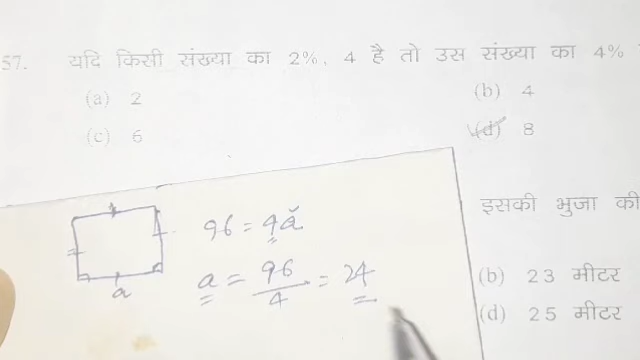 57. यदि किसी संख्या का 2%, 4 है तो उस संख्या का 4%
(a) 2
(b) 4
(c) 6
(d) 8
इसकी भुजा की
96 = 4a
a = 96/4 = 24
a
(b) 23 मीटर
(d) 25 मीटर